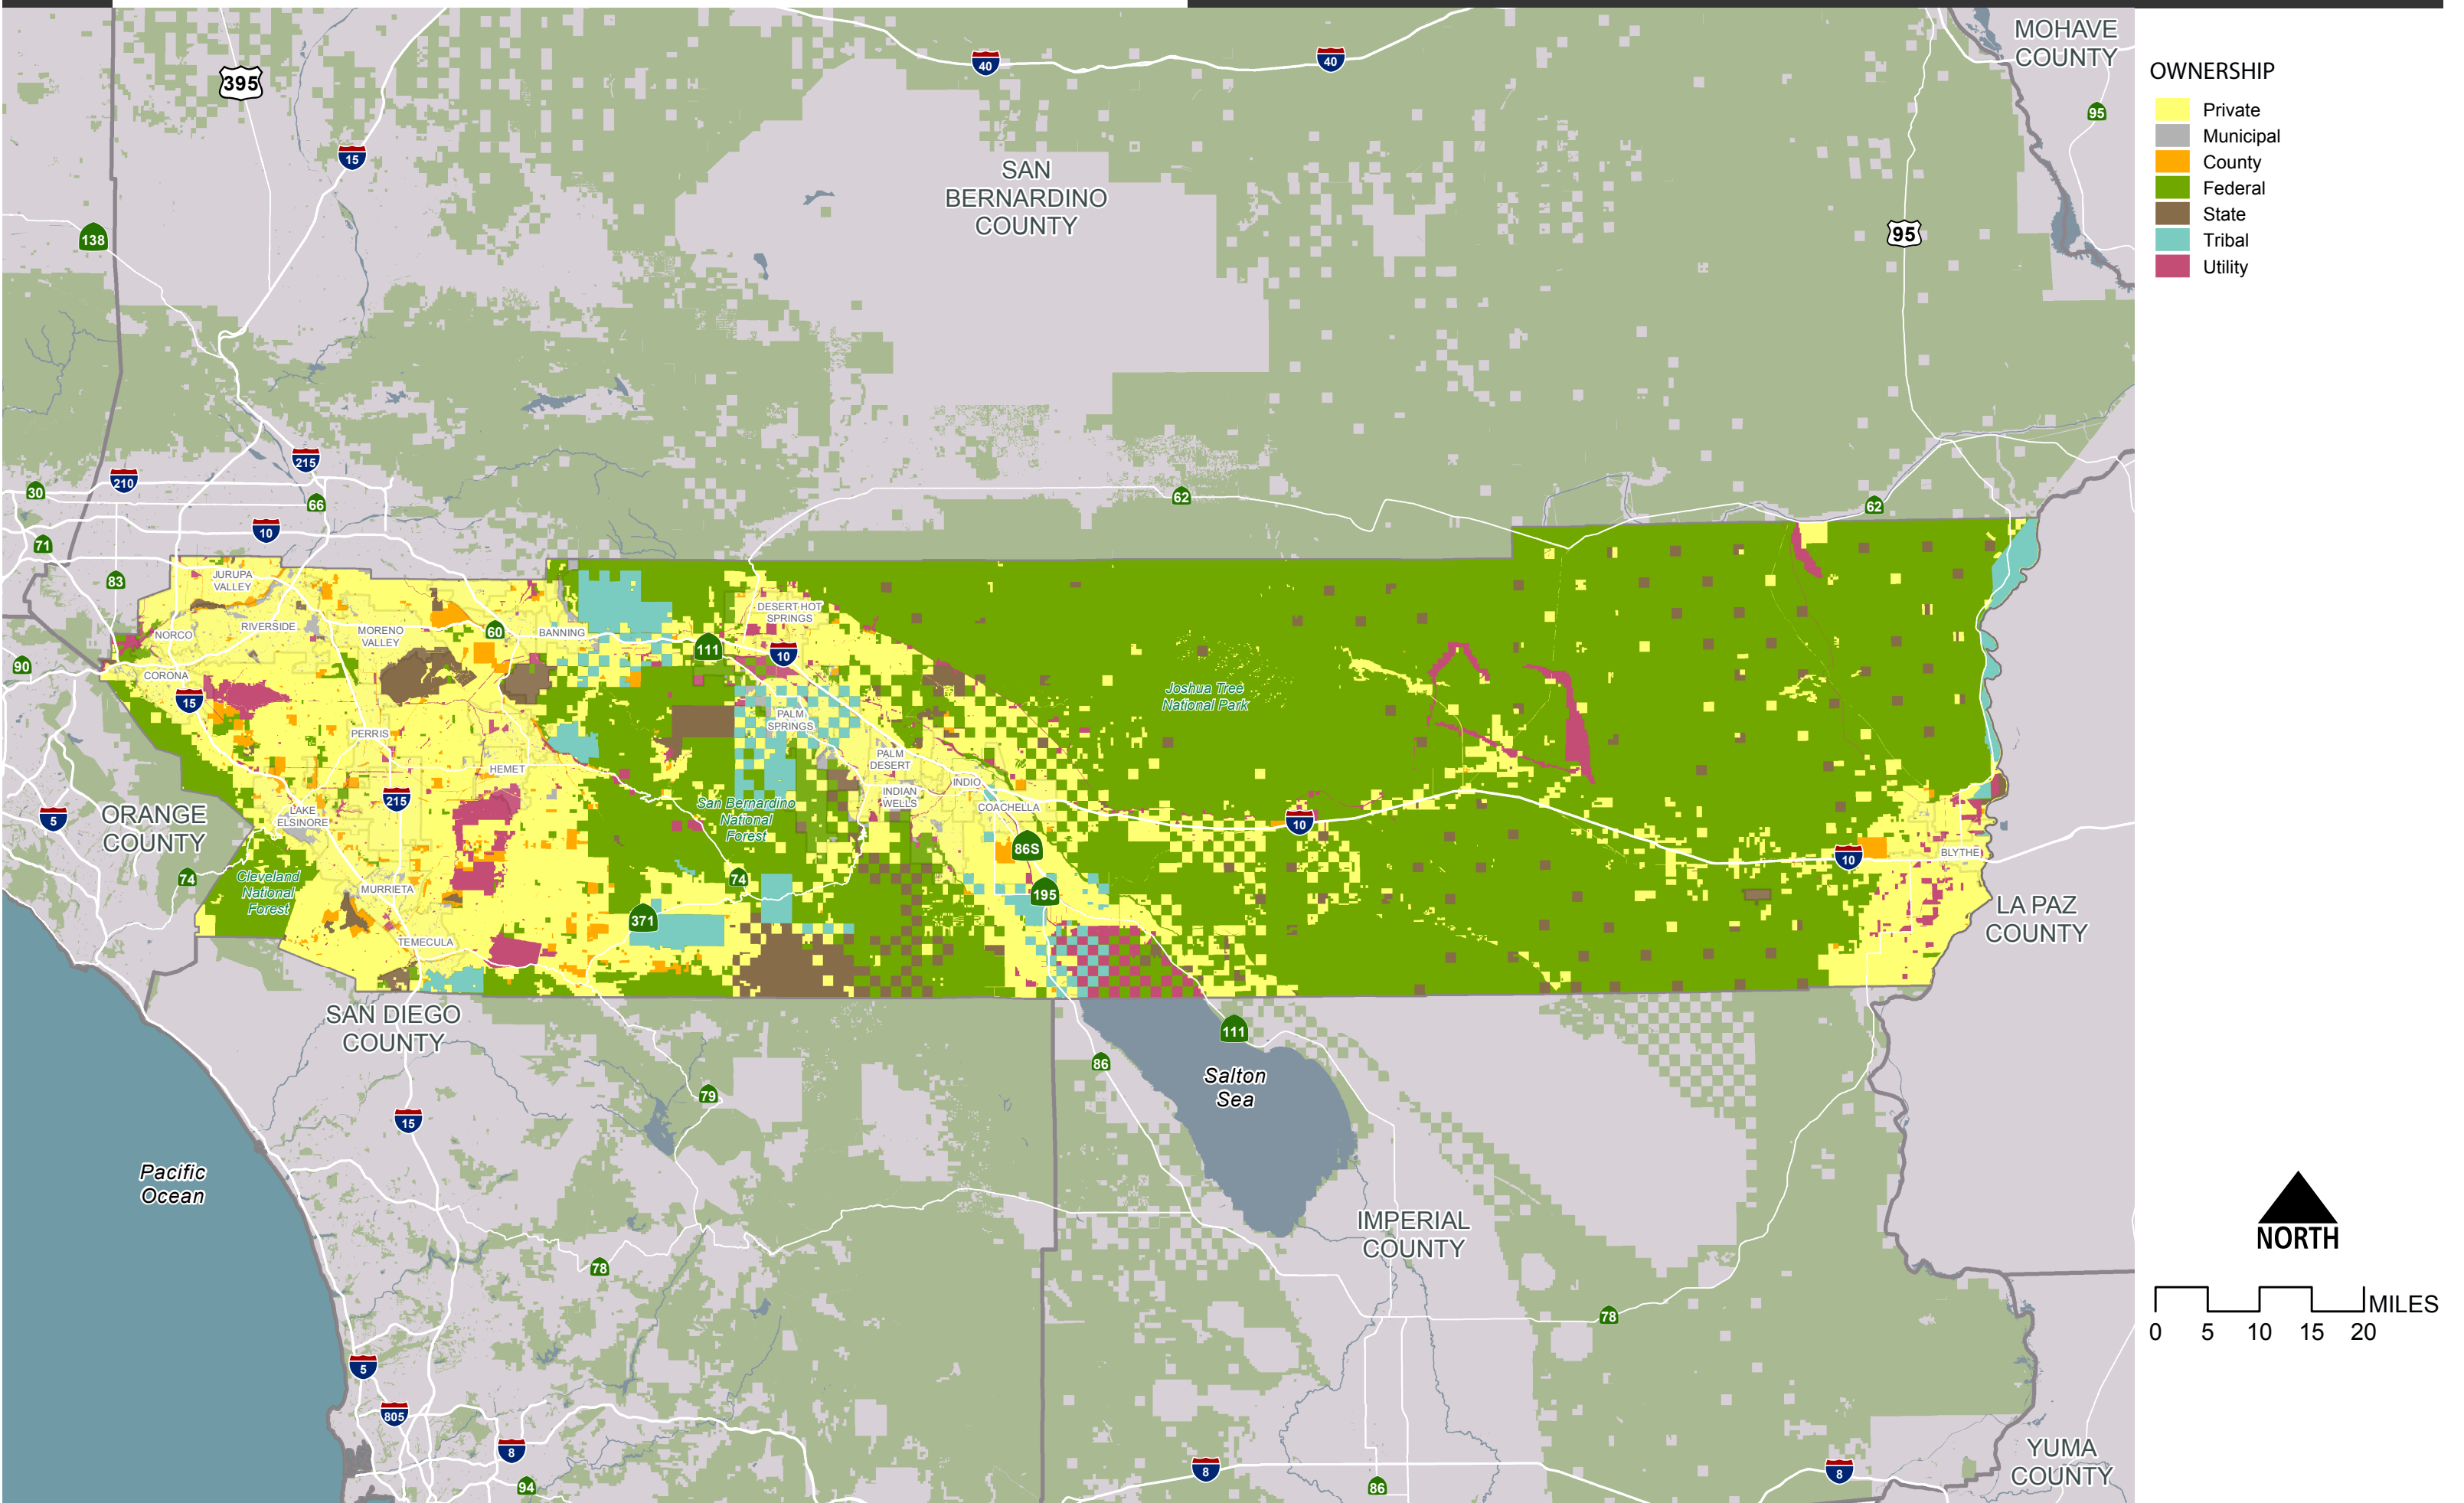 MOHAVE
COUNTY
OWNERSHIP
Private
Municipal
County
Federal
State
Tribal
Utility
40
40
395
95
15
SAN
BERNARDINO
COUNTY
138
95
215
210
30
66
62
62
10
71
83
JURUPA
VALLEY
NORCO
RIVERSIDE
MORENO
VALLEY
60
BANNING
DESERT HOT
SPRINGS
111
10
90
CORONA
15
Joshua Tree
National Park
PALM
SPRINGS
PERRIS
PALM
DESERT
HEMET
INDIO
INDIAN
WELLS
215
COACHELLA
San Bernardino
National
Forest
LAKE
ELSINORE
ORANGE
COUNTY
5
10
86S
10
BLYTHE
74
Cleveland
National
Forest
74
MURRIETA
195
371
LA PAZ
COUNTY
TEMECULA
SAN DIEGO
COUNTY
111
86
Salton
Sea
79
15
Pacific
Ocean
IMPERIAL
COUNTY
78
78
NORTH
MILES
0 5 10 15 20
5
805
8
94
8
86
8
YUMA
COUNTY